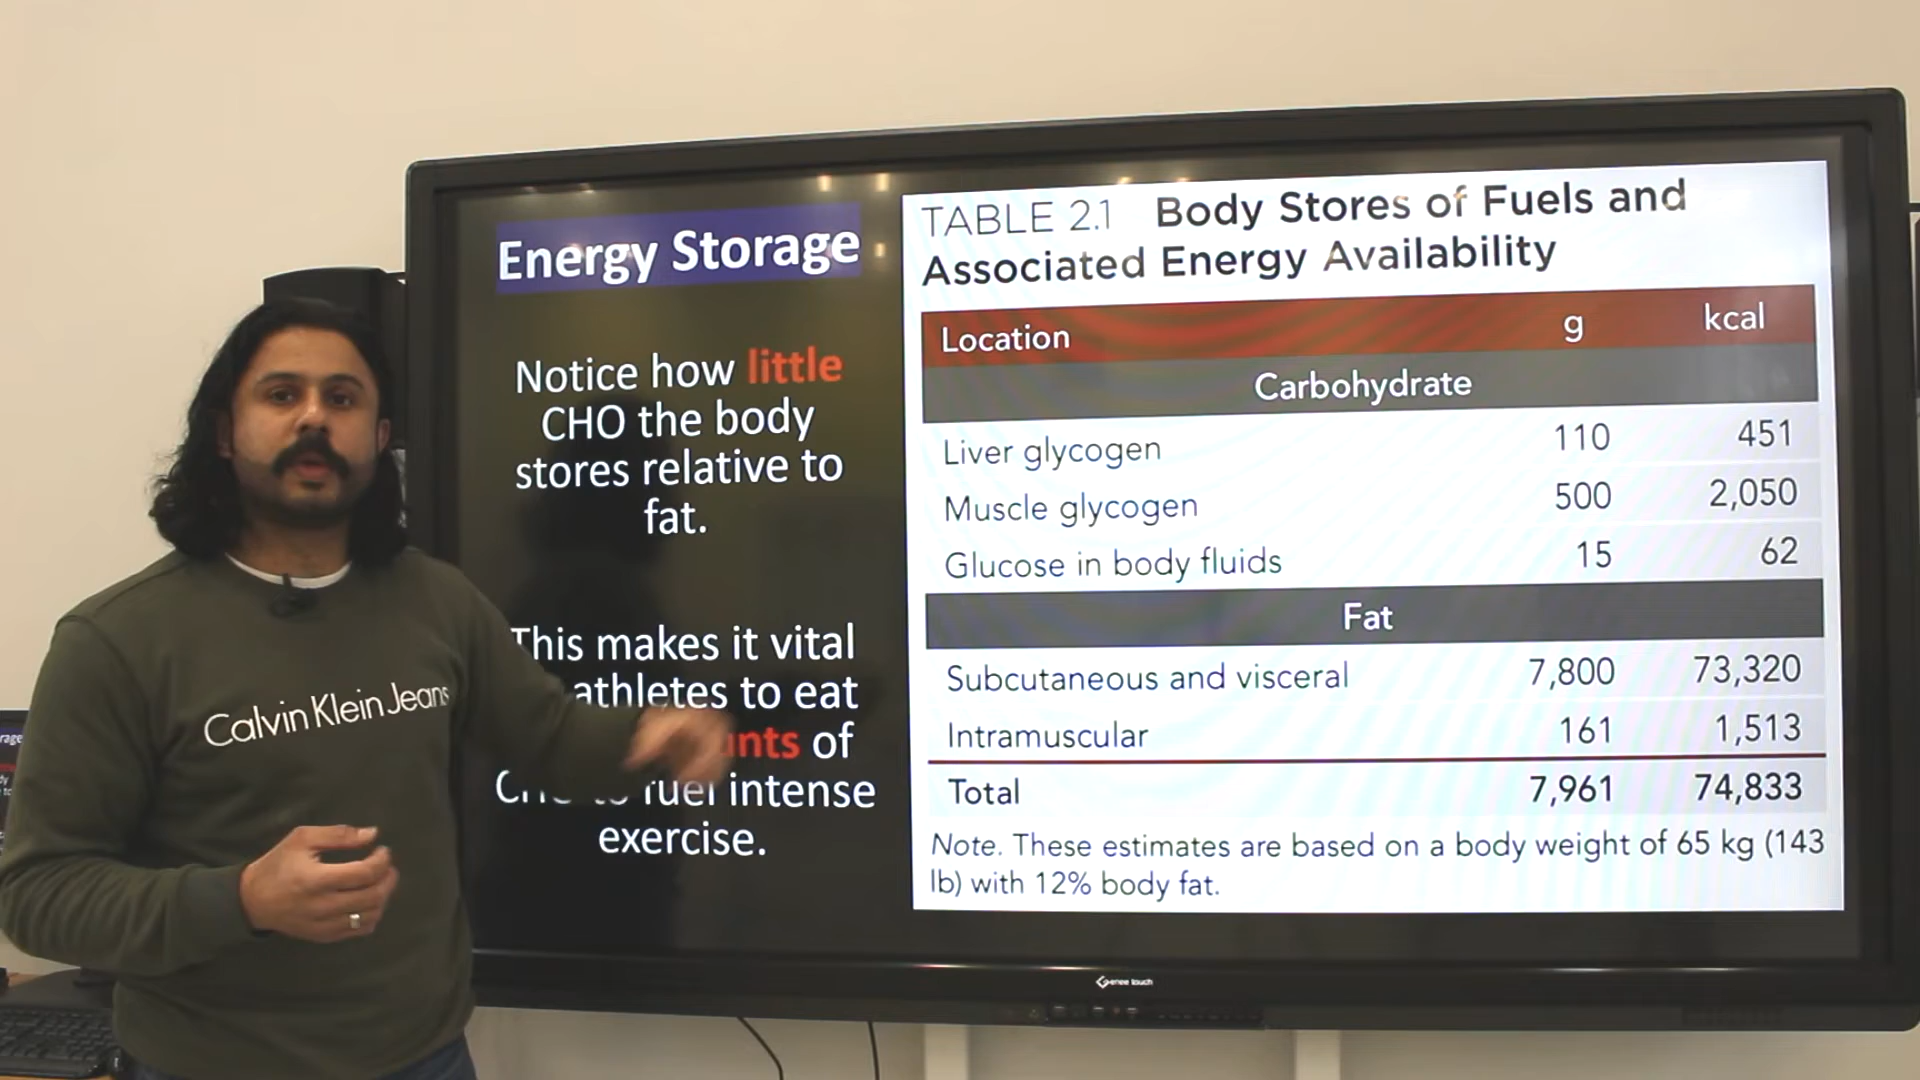 Energy Storage
Notice how little
CHO the body
stores relative to
fat.
This makes it vital
athletes to eat
of
fuel intense
exercise.
TABLE 2.1 Body Stores of Fuels and
Associated Energy Availability
Location g kcal
Carbohydrate
Liver glycogen 110 451
Muscle glycogen 500 2,050
Glucose in body fluids 15 62
Fat
Subcutaneous and visceral 7,800 73,320
Intramuscular 161 1,513
Total 7,961 74,833
Note. These estimates are based on a body weight of 65 kg (143
lb) with 12% body fat.
Calvin Klein Jeans
Genee touch